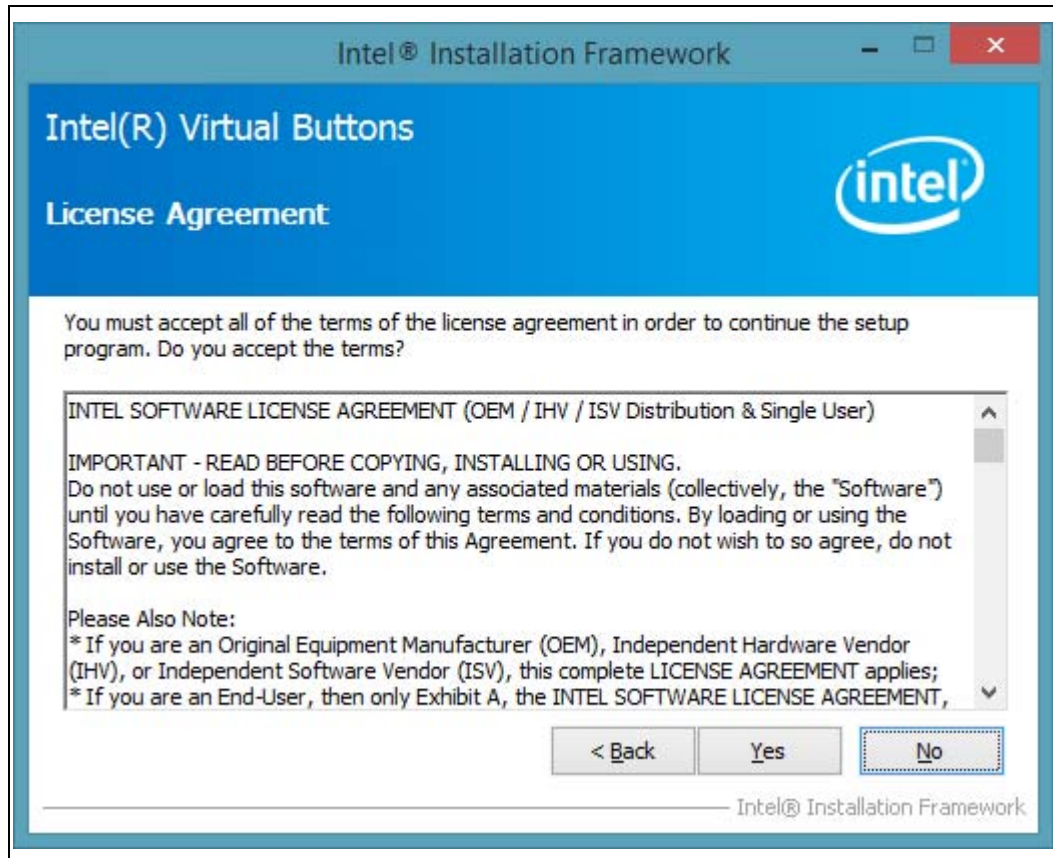 Intel® Installation Framework
Intel(R) Virtual Buttons
License Agreement
intel
You must accept all of the terms of the license agreement in order to continue the setup
program. Do you accept the terms?
INTEL SOFTWARE LICENSE AGREEMENT (OEM / IHV / ISV Distribution & Single User)
IMPORTANT - READ BEFORE COPYING, INSTALLING OR USING.
Do not use or load this software and any associated materials (collectively, the "Software")
until you have carefully read the following terms and conditions. By loading or using the
Software, you agree to the terms of this Agreement. If you do not wish to so agree, do not
install or use the Software.
Please Also Note:
* If you are an Original Equipment Manufacturer (OEM), Independent Hardware Vendor
(IHV), or Independent Software Vendor (ISV), this complete LICENSE AGREEMENT applies;
* If you are an End-User, then only Exhibit A, the INTEL SOFTWARE LICENSE AGREEMENT,
< Back Yes No
Intel® Installation Framework